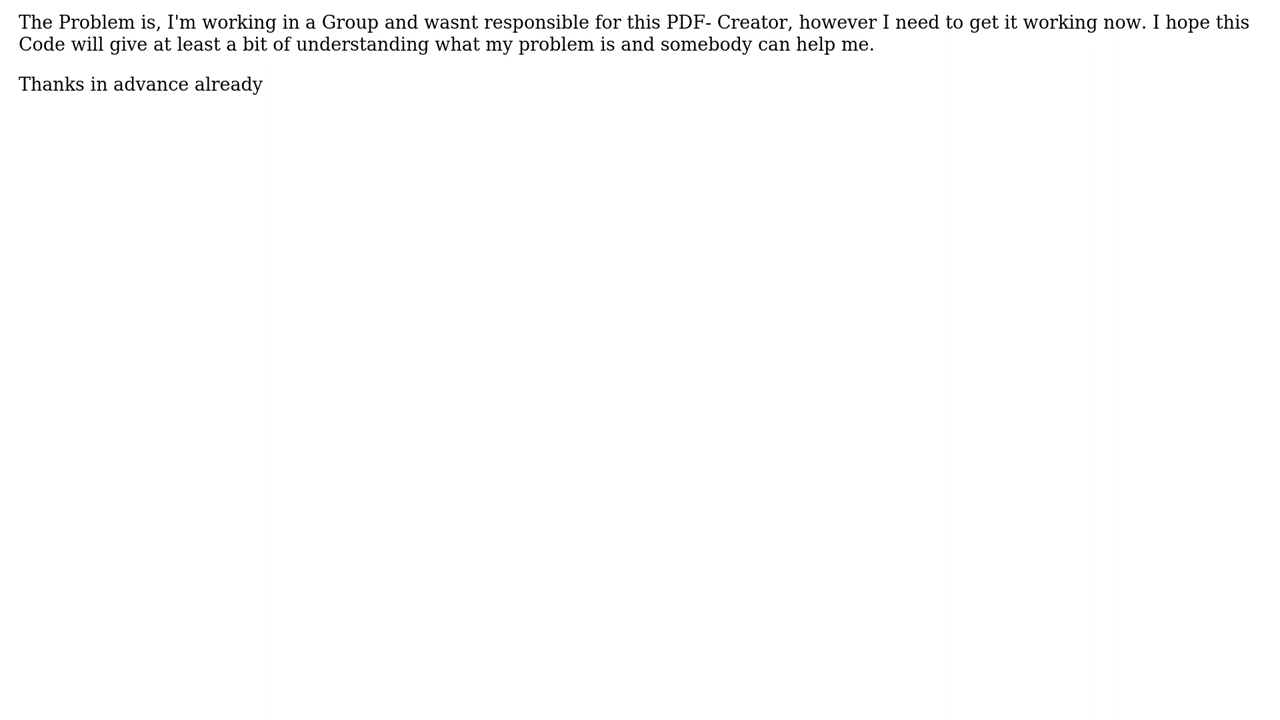 The Problem is, I'm working in a Group and wasnt responsible for this PDF- Creator, however I need to get it working now. I hope this
Code will give at least a bit of understanding what my problem is and somebody can help me.
Thanks in advance already